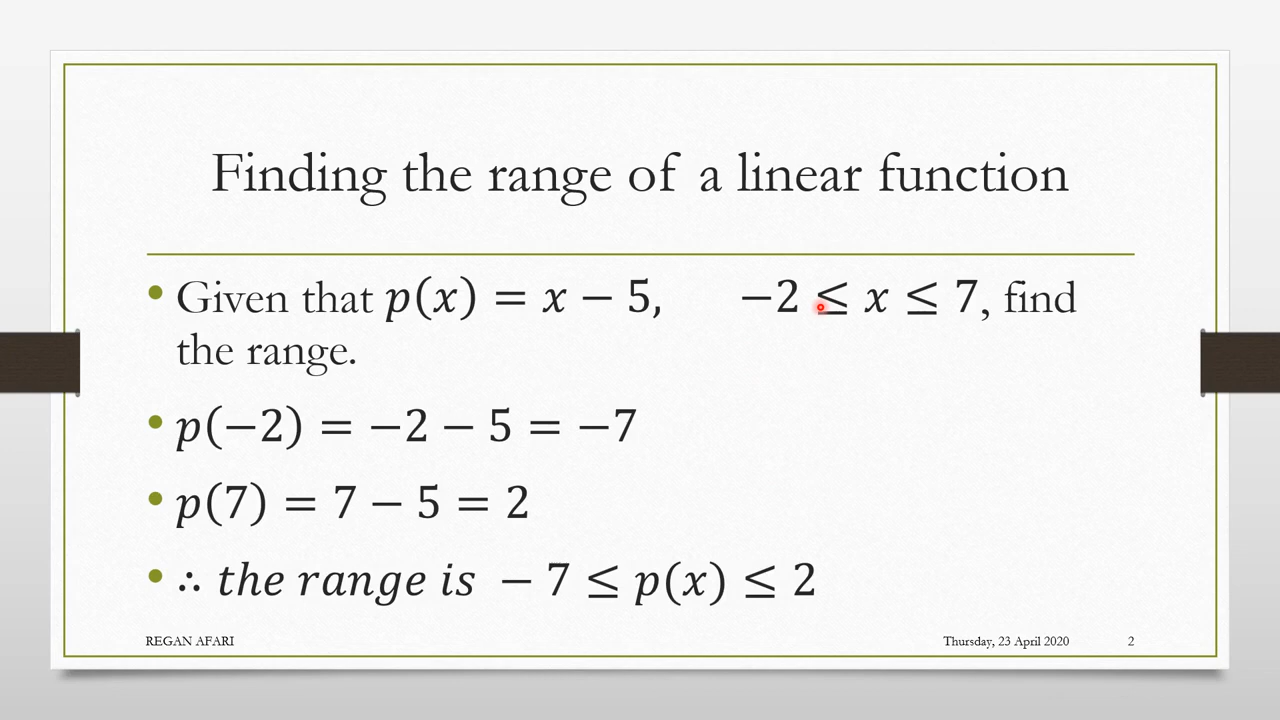 Finding the range of a linear function
• Given that 𝑝(𝑥) = 𝑥 − 5, −2 ≤ 𝑥 ≤ 7, find
the range.
• 𝑝(−2) = −2 − 5 = −7
• 𝑝(7) = 7 − 5 = 2
• ∴ 𝑡ℎ𝑒 𝑟𝑎𝑛𝑔𝑒 𝑖𝑠 − 7 ≤ 𝑝(𝑥) ≤ 2
REGAN AFARI Thursday, 23 April 2020 2